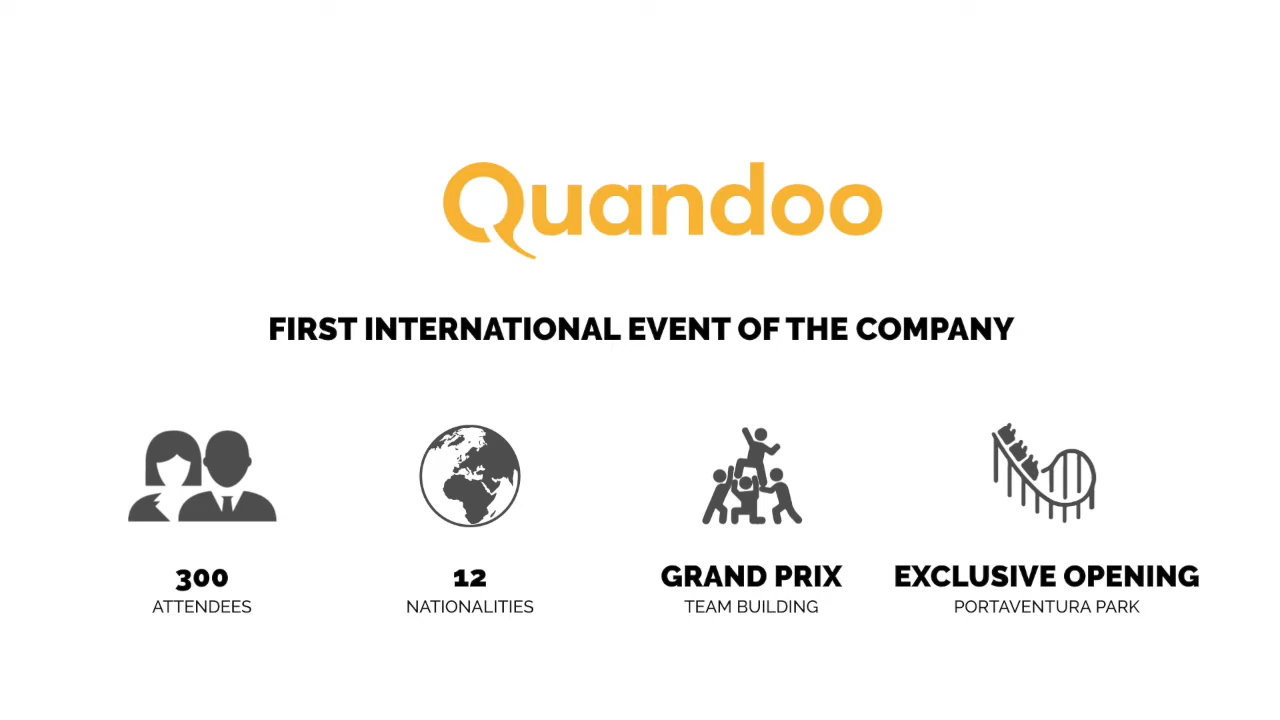 Quandoo
FIRST INTERNATIONAL EVENT OF THE COMPANY
300
ATTENDEES
12
NATIONALITIES
GRAND PRIX
TEAM BUILDING
EXCLUSIVE OPENING
PORTAVENTURA PARK